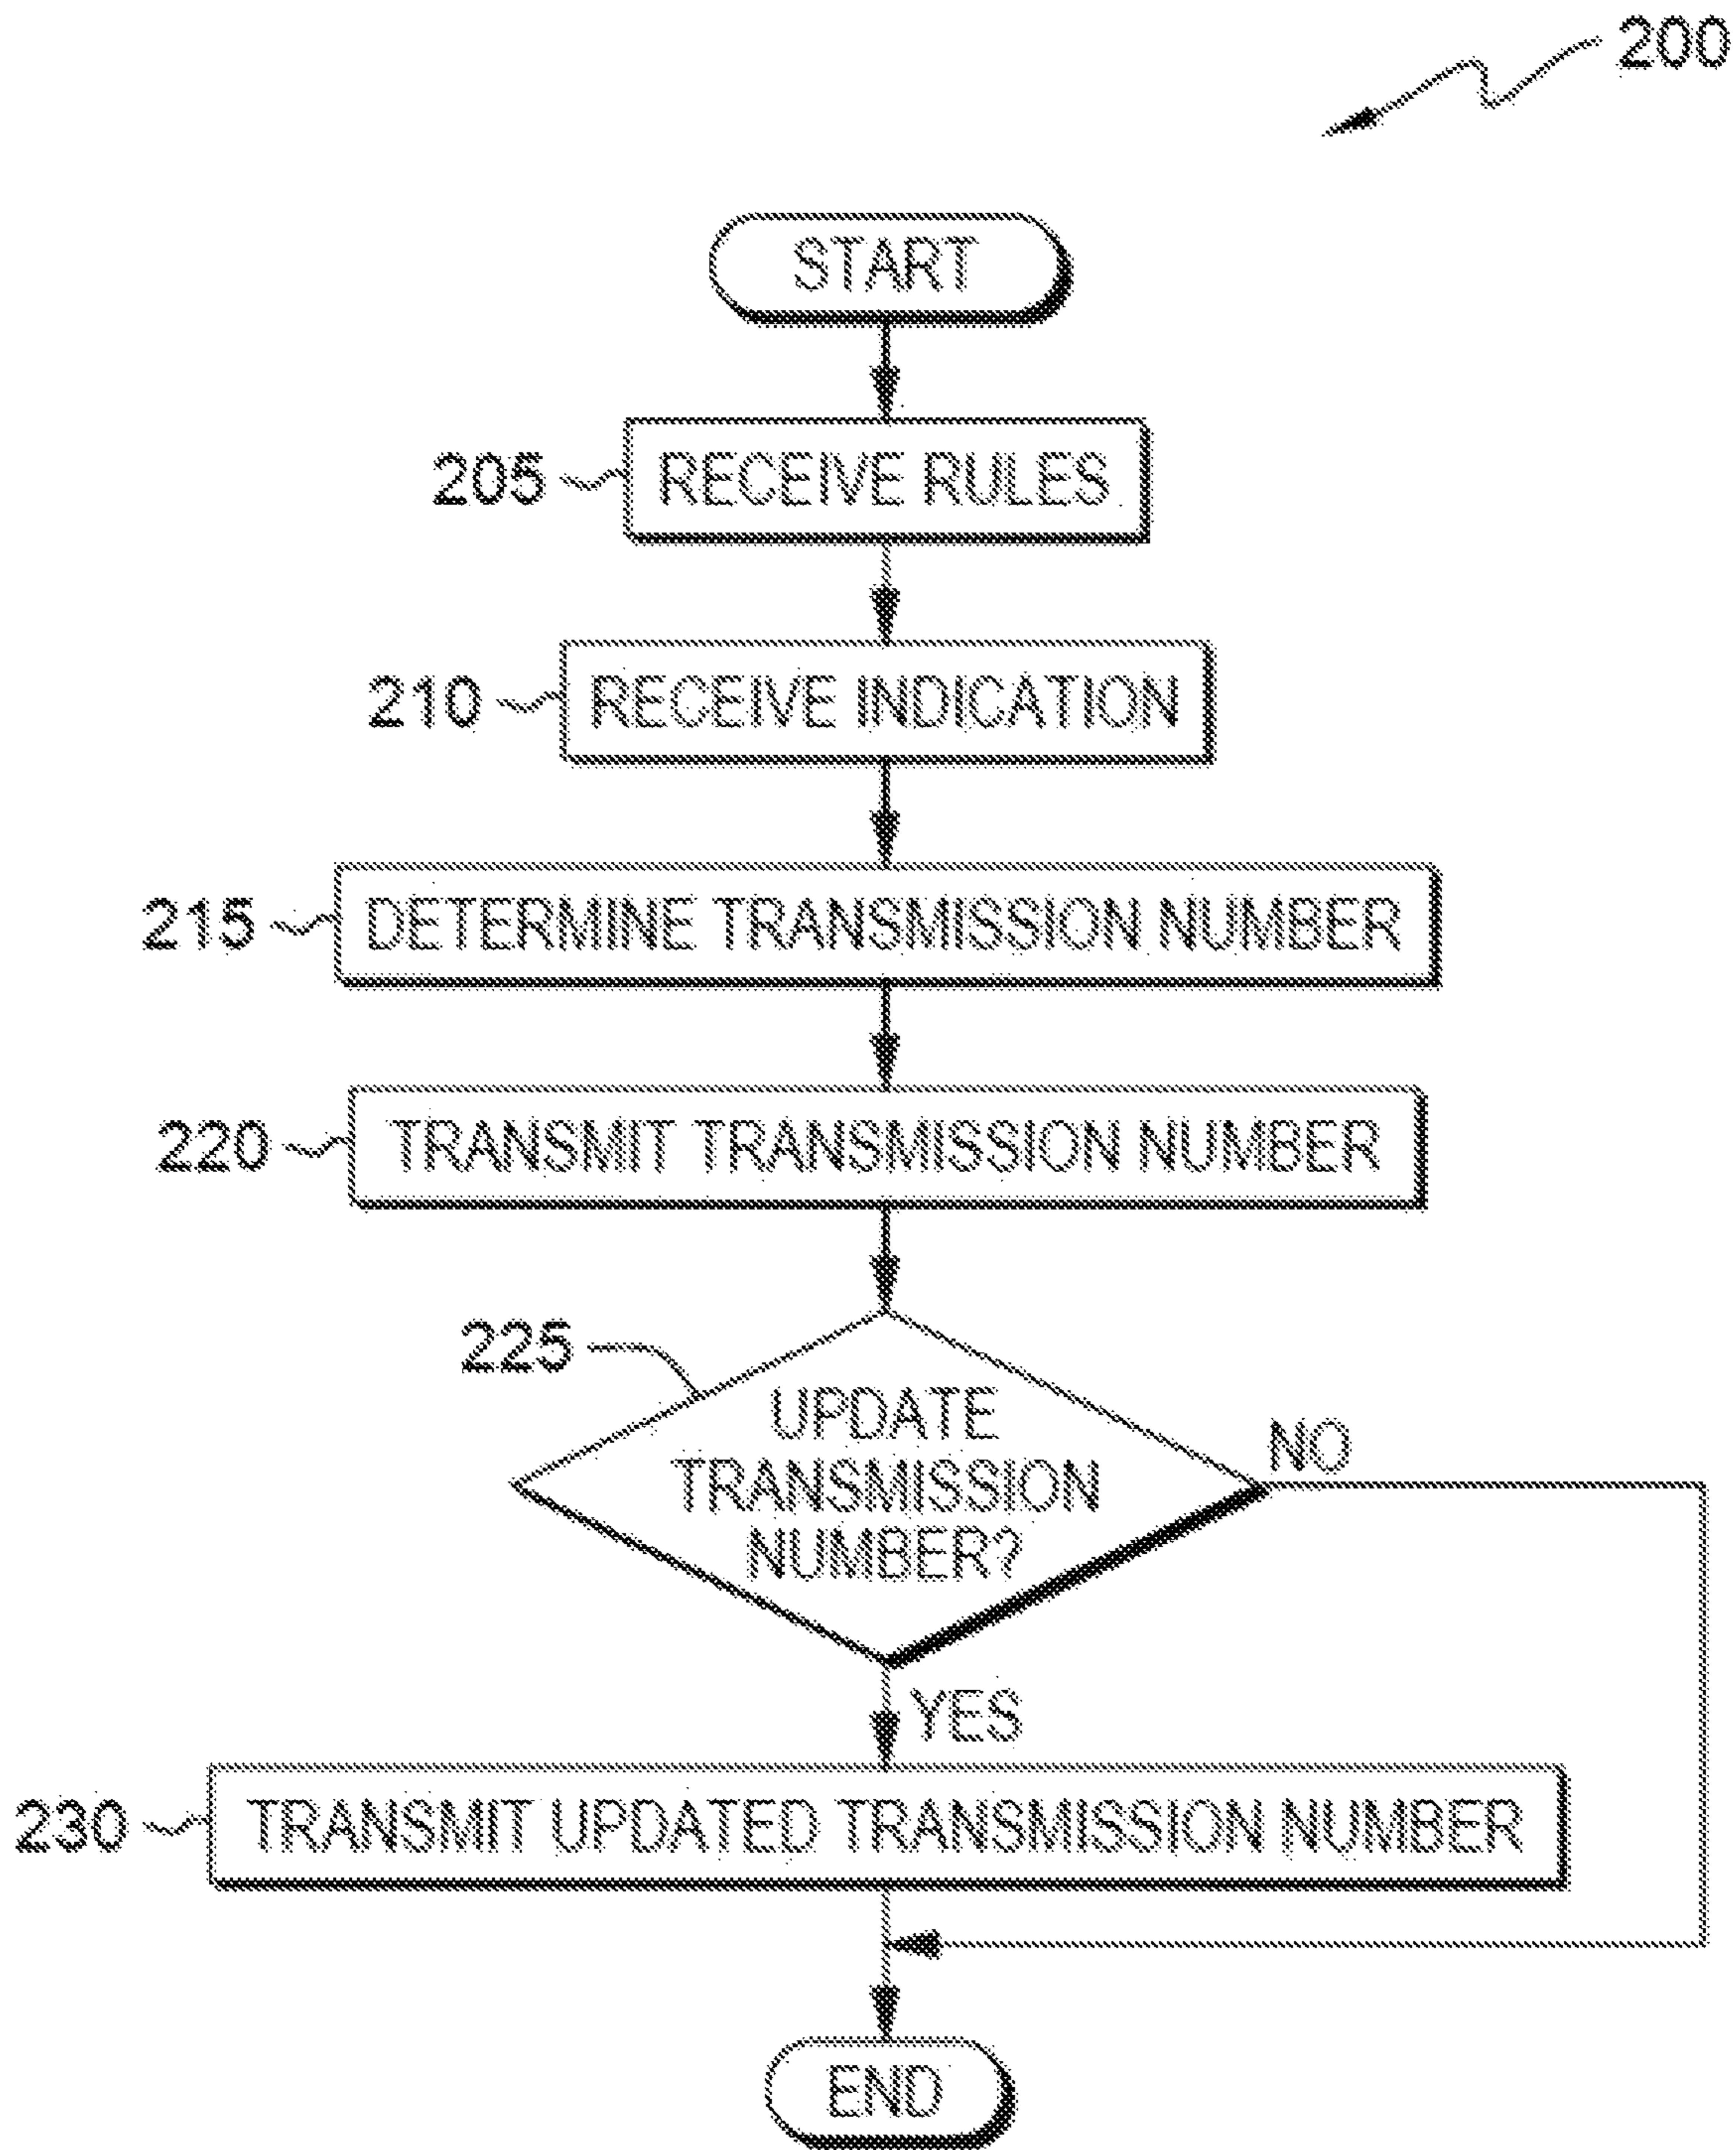 200
START
205 RECEIVE RULES
210 RECEIVE INDICATION
215 DETERMINE TRANSMISSION NUMBER
220 TRANSMIT TRANSMISSION NUMBER
225
UPDATE
TRANSMISSION
NUMBER?
NO
YES
230 TRANSMIT UPDATED TRANSMISSION NUMBER
END